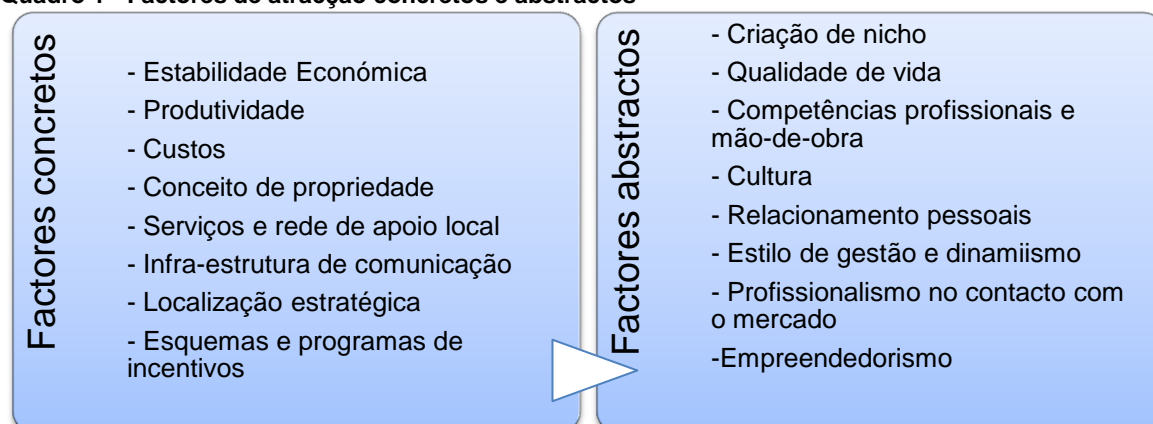 Quadro 1 - Factores de atracção concretos e abstractos
Factores concretos
- Estabilidade Económica
- Produtividade
- Custos
- Conceito de propriedade
- Serviços e rede de apoio local
- Infra-estrutura de comunicação
- Localização estratégica
- Esquemas e programas de
incentivos
Factores abstractos
- Criação de nicho
- Qualidade de vida
- Competências profissionais e
mão-de-obra
- Cultura
- Relacionamento pessoais
- Estilo de gestão e dinamiismo
- Profissionalismo no contacto com
o mercado
-Empreendedorismo